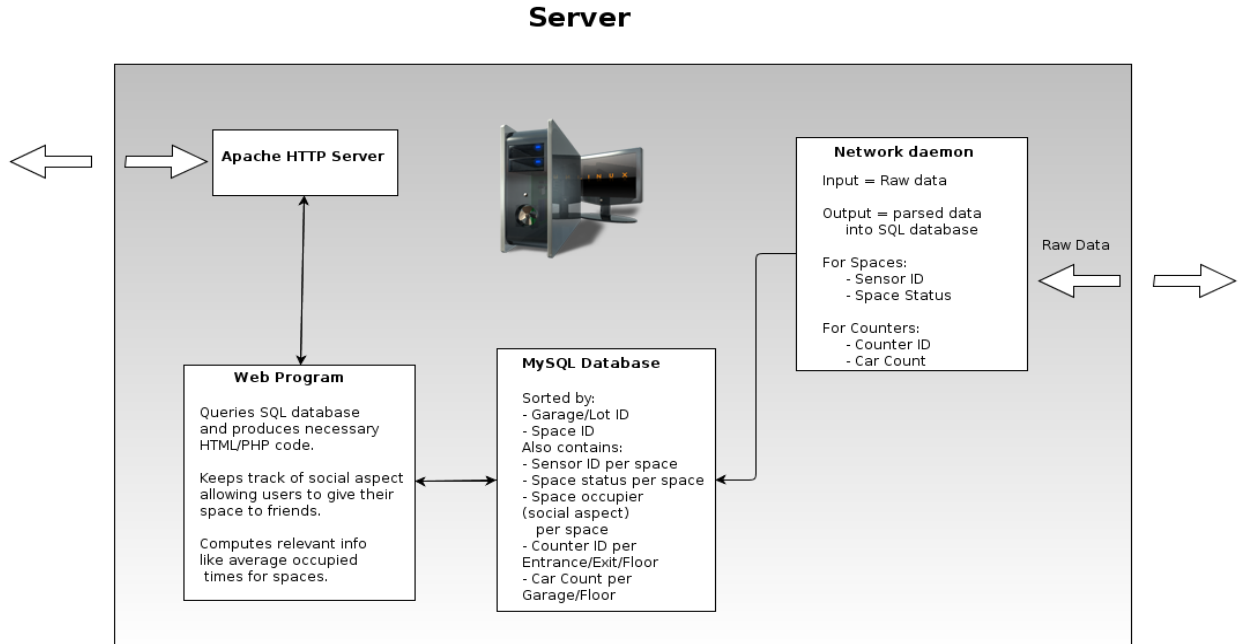 Server
Apache HTTP Server
INUX
Network daemon
Input = Raw data
Output = parsed data
into SQL database
For Spaces:
- Sensor ID
- Space Status
For Counters:
- Counter ID
- Car Count
Raw Data
Web Program
Queries SQL database
and produces necessary
HTML/PHP code.
Keeps track of social aspect
allowing users to give their
space to friends.
Computes relevant info
like average occupied
times for spaces.
MySQL Database
Sorted by:
- Garage/Lot ID
- Space ID
Also contains:
- Sensor ID per space
- Space status per space
- Space occupier
(social aspect)
per space
- Counter ID per
Entrance/Exit/Floor
- Car Count per
Garage/Floor